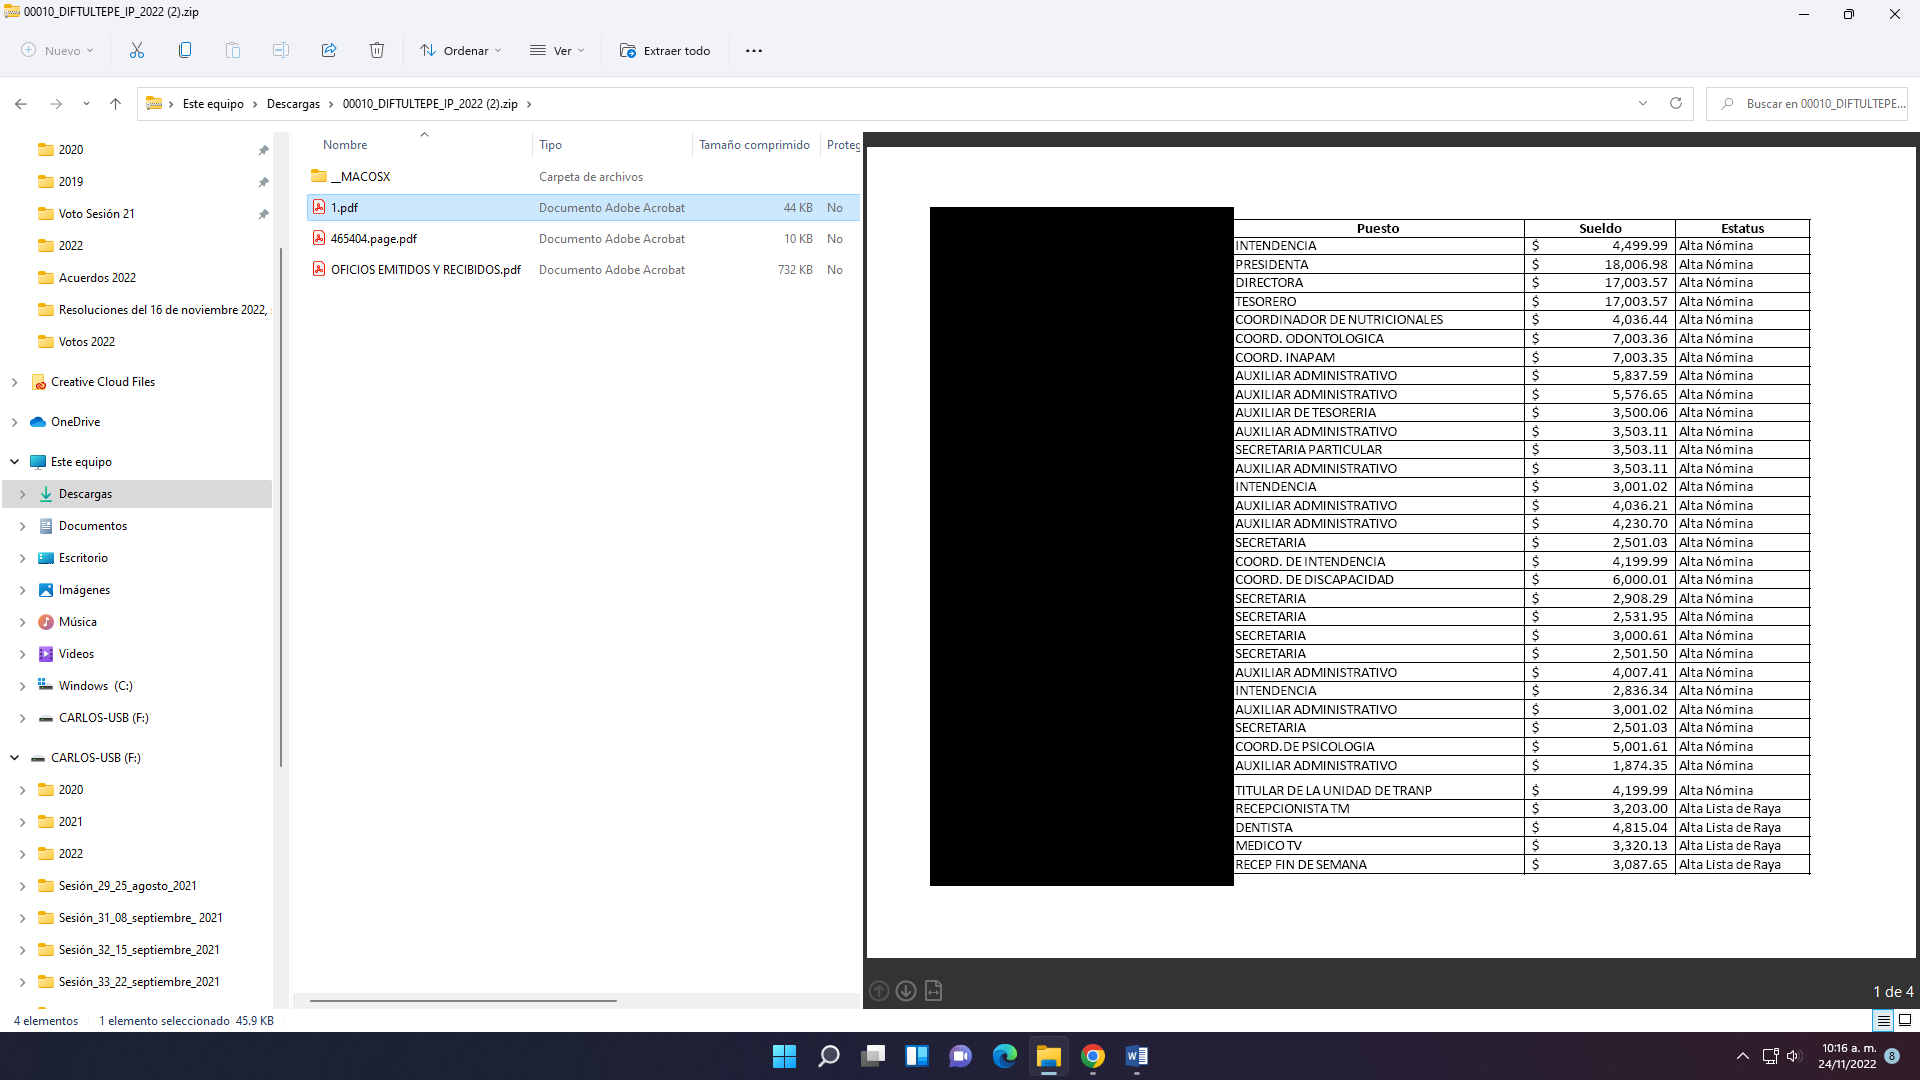 00010_DIFTULTEPE_IP_2022 (2).zip
Nuevo
Ordenar
Ver
Extraer todo
Este equipo > Descargas > 00010_DIFTULTEPE_IP_2022 (2).zip >
Buscar en 00010_DIFTULTEPE...
2020
2019
Voto Sesión 21
2022
Acuerdos 2022
Resoluciones del 16 de noviembre 2022,
Votos 2022
Creative Cloud Files
OneDrive
Este equipo
Descargas
Documentos
Escritorio
Imágenes
Música
Videos
Windows (C:)
CARLOS-USB (F:)
CARLOS-USB (F:)
2020
2021
2022
Sesión_29_25_agosto_2021
Sesión_31_08_septiembre_ 2021
Sesión_32_15_septiembre_2021
Sesión_33_22_septiembre_2021
Nombre Tipo Tamaño comprimido Proteg
__MACOSX Carpeta de archivos
1.pdf Documento Adobe Acrobat 44 KB No
465404.page.pdf Documento Adobe Acrobat 10 KB No
OFICIOS EMITIDOS Y RECIBIDOS.pdf Documento Adobe Acrobat 732 KB No
Puesto Sueldo Estatus
INTENDENCIA $ 4,499.99 Alta Nómina
PRESIDENTA $ 18,006.98 Alta Nómina
DIRECTORA $ 17,003.57 Alta Nómina
TESORERO $ 17,003.57 Alta Nómina
COORDINADOR DE NUTRICIONALES $ 4,036.44 Alta Nómina
COORD. ODONTOLOGICA $ 7,003.36 Alta Nómina
COORD. INAPAM $ 7,003.35 Alta Nómina
AUXILIAR ADMINISTRATIVO $ 5,837.59 Alta Nómina
AUXILIAR ADMINISTRATIVO $ 5,576.65 Alta Nómina
AUXILIAR DE TESORERIA $ 3,500.06 Alta Nómina
AUXILIAR ADMINISTRATIVO $ 3,503.11 Alta Nómina
SECRETARIA PARTICULAR $ 3,503.11 Alta Nómina
AUXILIAR ADMINISTRATIVO $ 3,503.11 Alta Nómina
INTENDENCIA $ 3,001.02 Alta Nómina
AUXILIAR ADMINISTRATIVO $ 4,036.21 Alta Nómina
AUXILIAR ADMINISTRATIVO $ 4,230.70 Alta Nómina
SECRETARIA $ 2,501.03 Alta Nómina
COORD. DE INTENDENCIA $ 4,199.99 Alta Nómina
COORD. DE DISCAPACIDAD $ 6,000.01 Alta Nómina
SECRETARIA $ 2,908.29 Alta Nómina
SECRETARIA $ 2,531.95 Alta Nómina
SECRETARIA $ 3,000.61 Alta Nómina
SECRETARIA $ 2,501.50 Alta Nómina
AUXILIAR ADMINISTRATIVO $ 4,007.41 Alta Nómina
INTENDENCIA $ 2,836.34 Alta Nómina
AUXILIAR ADMINISTRATIVO $ 3,001.02 Alta Nómina
SECRETARIA $ 2,501.03 Alta Nómina
COORD.DE PSICOLOGIA $ 5,001.61 Alta Nómina
AUXILIAR ADMINISTRATIVO $ 1,874.35 Alta Nómina
TITULAR DE LA UNIDAD DE TRANP $ 4,199.99 Alta Nómina
RECEPCIONISTA TM $ 3,203.00 Alta Lista de Raya
DENTISTA $ 4,815.04 Alta Lista de Raya
MEDICO TV $ 3,320.13 Alta Lista de Raya
RECEP FIN DE SEMANA $ 3,087.65 Alta Lista de Raya
1 de 4
4 elementos 1 elemento seleccionado 45.9 KB
10:16 a. m.
24/11/2022
8